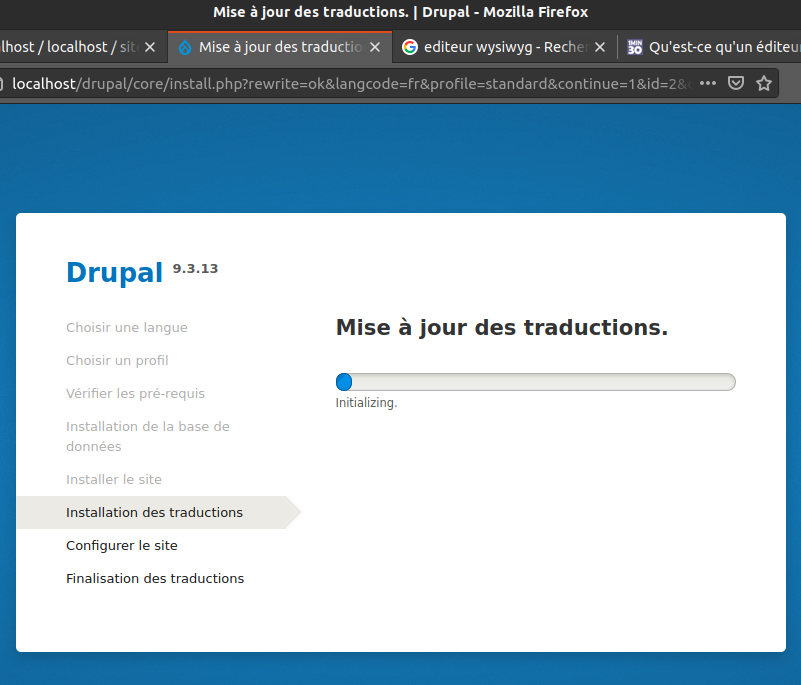 Mise à jour des traductions. | Drupal - Mozilla Firefox
lhost / localhost / sit
Mise à jour des traductio
editeur wysiwyg - Recher
Qu'est-ce qu'un éditeur
localhost/drupal/core/install.php?rewrite=ok&langcode=fr&profile=standard&continue=1&id=2&
Drupal 9.3.13
Choisir une langue
Choisir un profil
Vérifier les pré-requis
Installation de la base de
données
Installer le site
Installation des traductions
Configurer le site
Finalisation des traductions
Mise à jour des traductions.
Initializing.